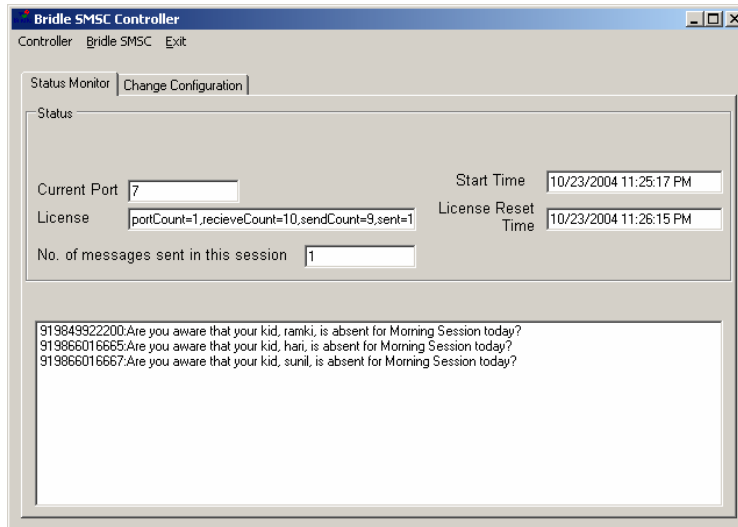 Bridle SMSC Controller
Controller Bridle SMSC Exit
Status Monitor Change Configuration
Status
Current Port 7
Start Time 10/23/2004 11:25:17 PM
License portCount=1,recieveCount=10,sendCount=9,sent=1
License Reset Time 10/23/2004 11:26:15 PM
No. of messages sent in this session 1
919849922200:Are you aware that your kid, ramki, is absent for Morning Session today?
919866016665:Are you aware that your kid, hari, is absent for Morning Session today?
919866016667:Are you aware that your kid, sunil, is absent for Morning Session today?